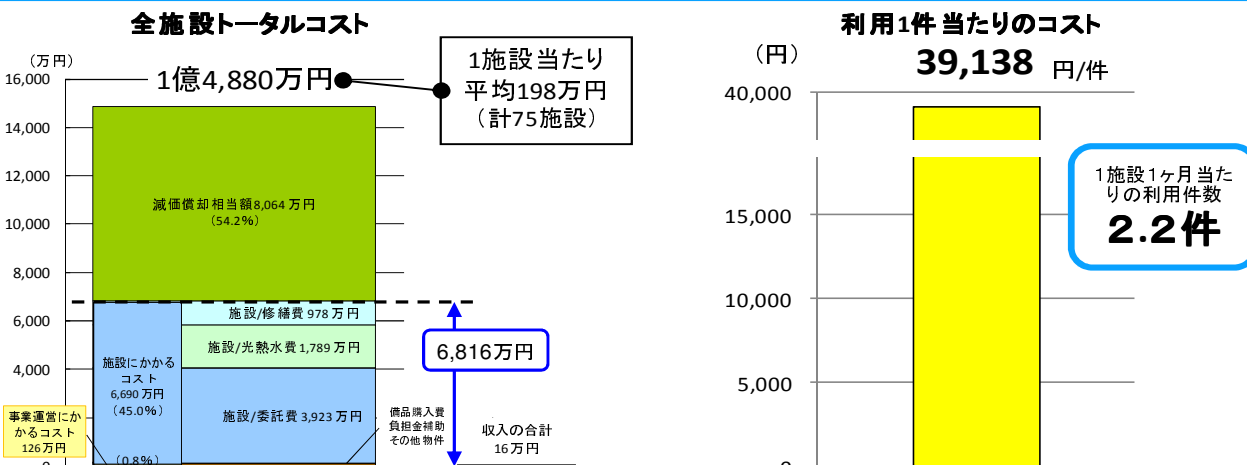 全施設トータルコスト
(万円)
1億4,880万円
1施設当たり
平均198万円
(計75施設)
16,000
14,000
12,000
10,000
8,000
6,000
4,000
0
減価償却相当額8,064万円
(54.2%)
施設/修繕費 978万円
施設/光熱水費1,789万円
施設/委託費 3,923万円
施設にかかる
コスト
6,690万円
(45.0%)
事業運営にか
かるコスト
126万円
(0.8%)
備品購入費
負担金補助
その他物件
6,816万円
収入の合計
16万円
利用1件当たりのコスト
(円)
39,138 円/件
40,000
15,000
10,000
5,000
0
1施設1ヶ月当た
りの利用件数
2.2件